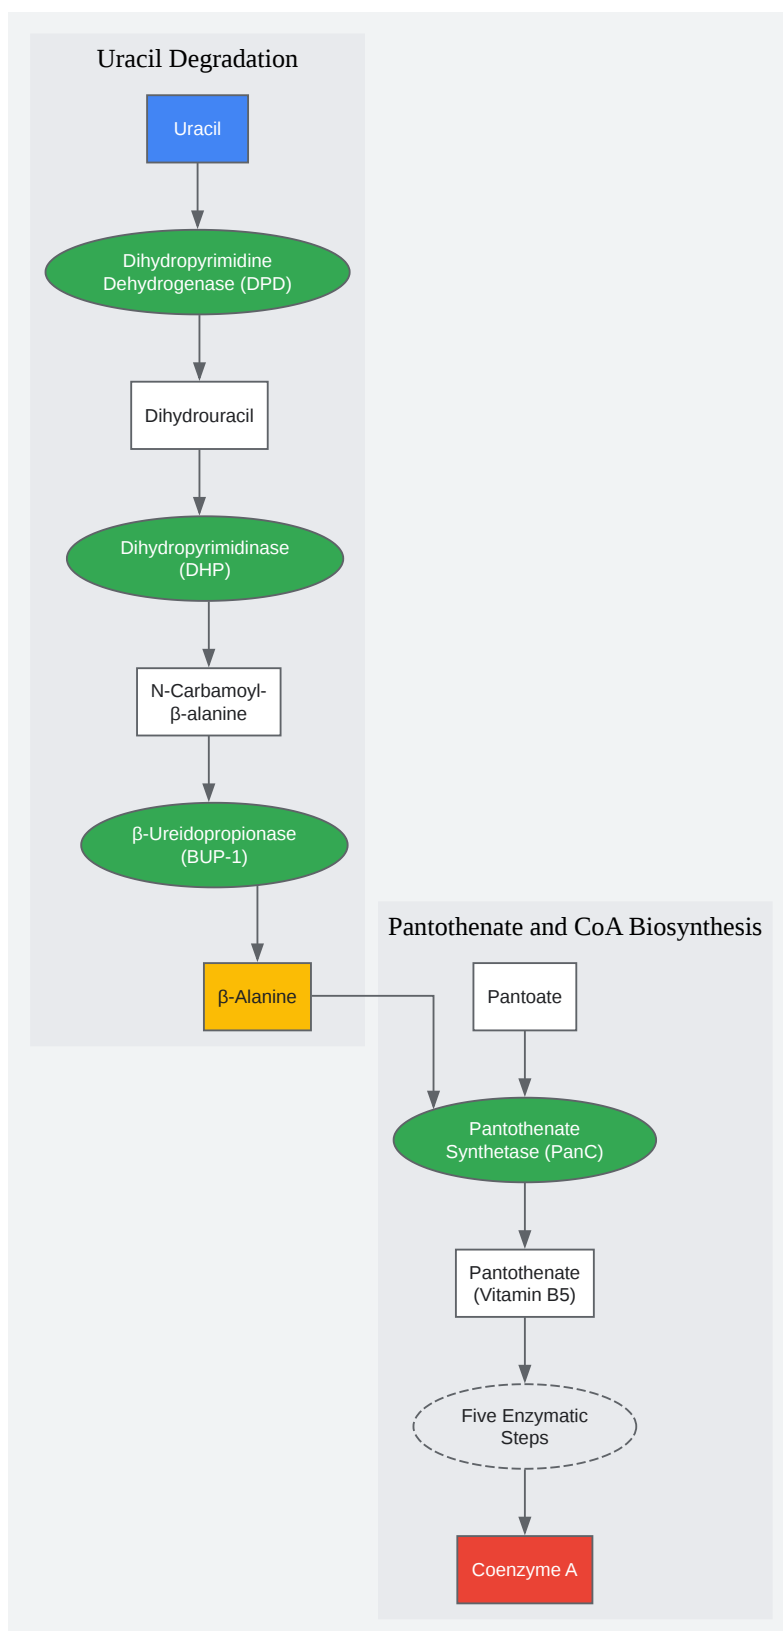 Uracil Degradation
Uracil
Dihydropyrimidine
Dehydrogenase (DPD)
Dihydrouracil
Dihydropyrimidinase
(DHP)
N-Carbamoyl-
β-alanine
β-Ureidopropionase
(BUP-1)
β-Alanine
Pantothenate and CoA Biosynthesis
Pantoate
Pantothenate
Synthetase (PanC)
Pantothenate
(Vitamin B5)
Five Enzymatic
Steps
Coenzyme A